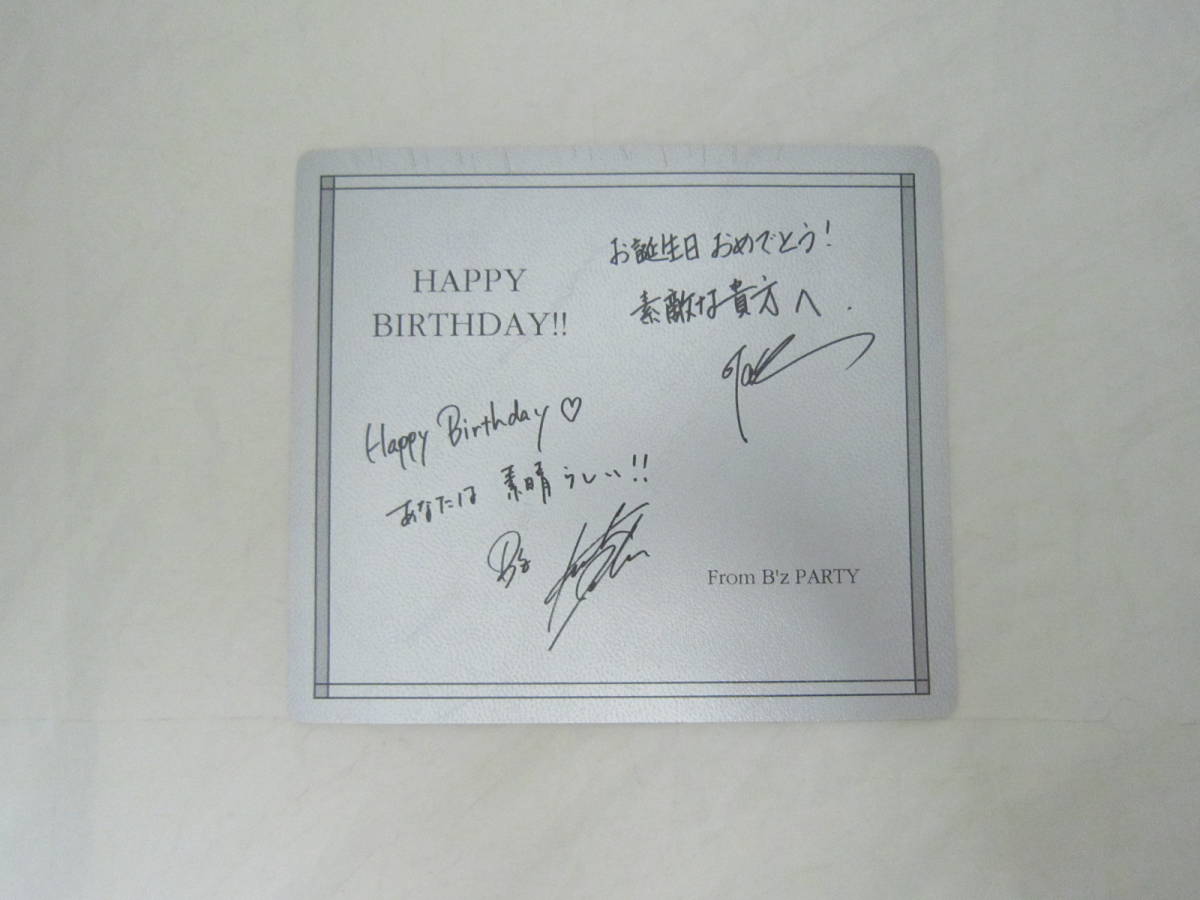 HAPPY
BIRTHDAY!!
お誕生日 おめでとう!
素敵な貴方へ.
Happy Birthday ♡
あなたは 素晴らしい!!
B'z
From B'z PARTY